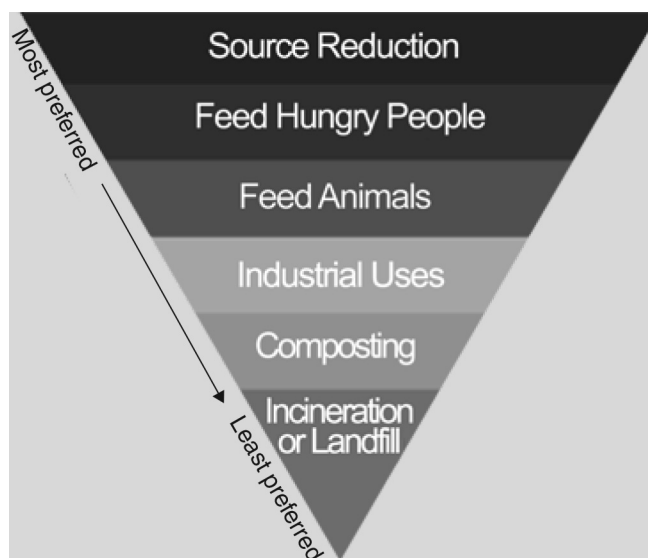 Source Reduction
Most preferred
Feed Hungry People
Feed Animals
Industrial Uses
Composting
Incineration
or Landfill
Least preferred